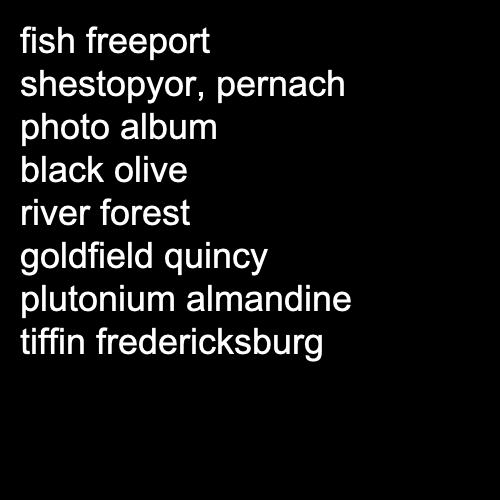 fish freeport
shestopyor, pernach
photo album
black olive
river forest
goldfield quincy
plutonium almandine
tiffin fredericksburg